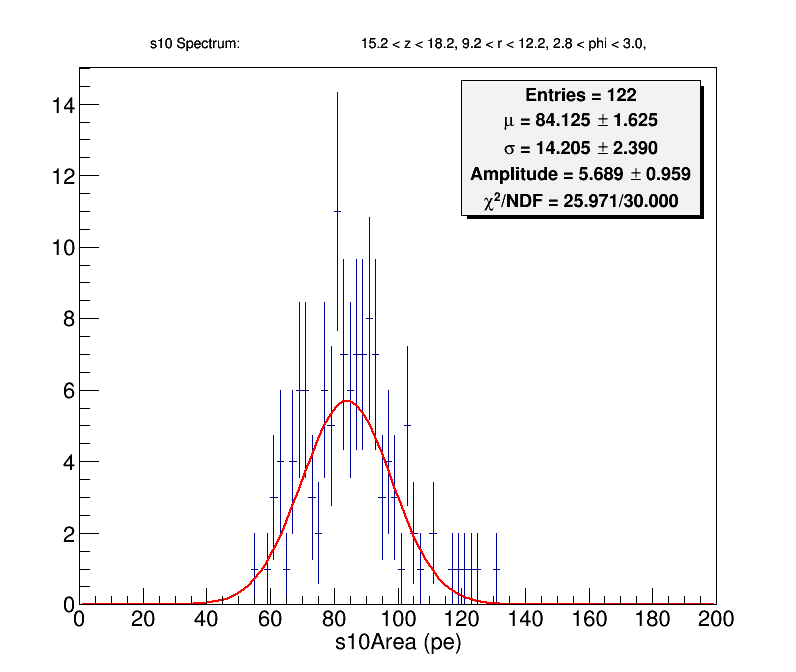 s10 Spectrum: 15.2 < z < 18.2, 9.2 < r < 12.2, 2.8 < phi < 3.0,
Entries = 122
μ = 84.125 ± 1.625
σ = 14.205 ± 2.390
Amplitude = 5.689 ± 0.959
χ²/NDF = 25.971/30.000
14
12
10
8
6
4
2
0
0 20 40 60 80 100 120 140 160 180 200
s10Area (pe)